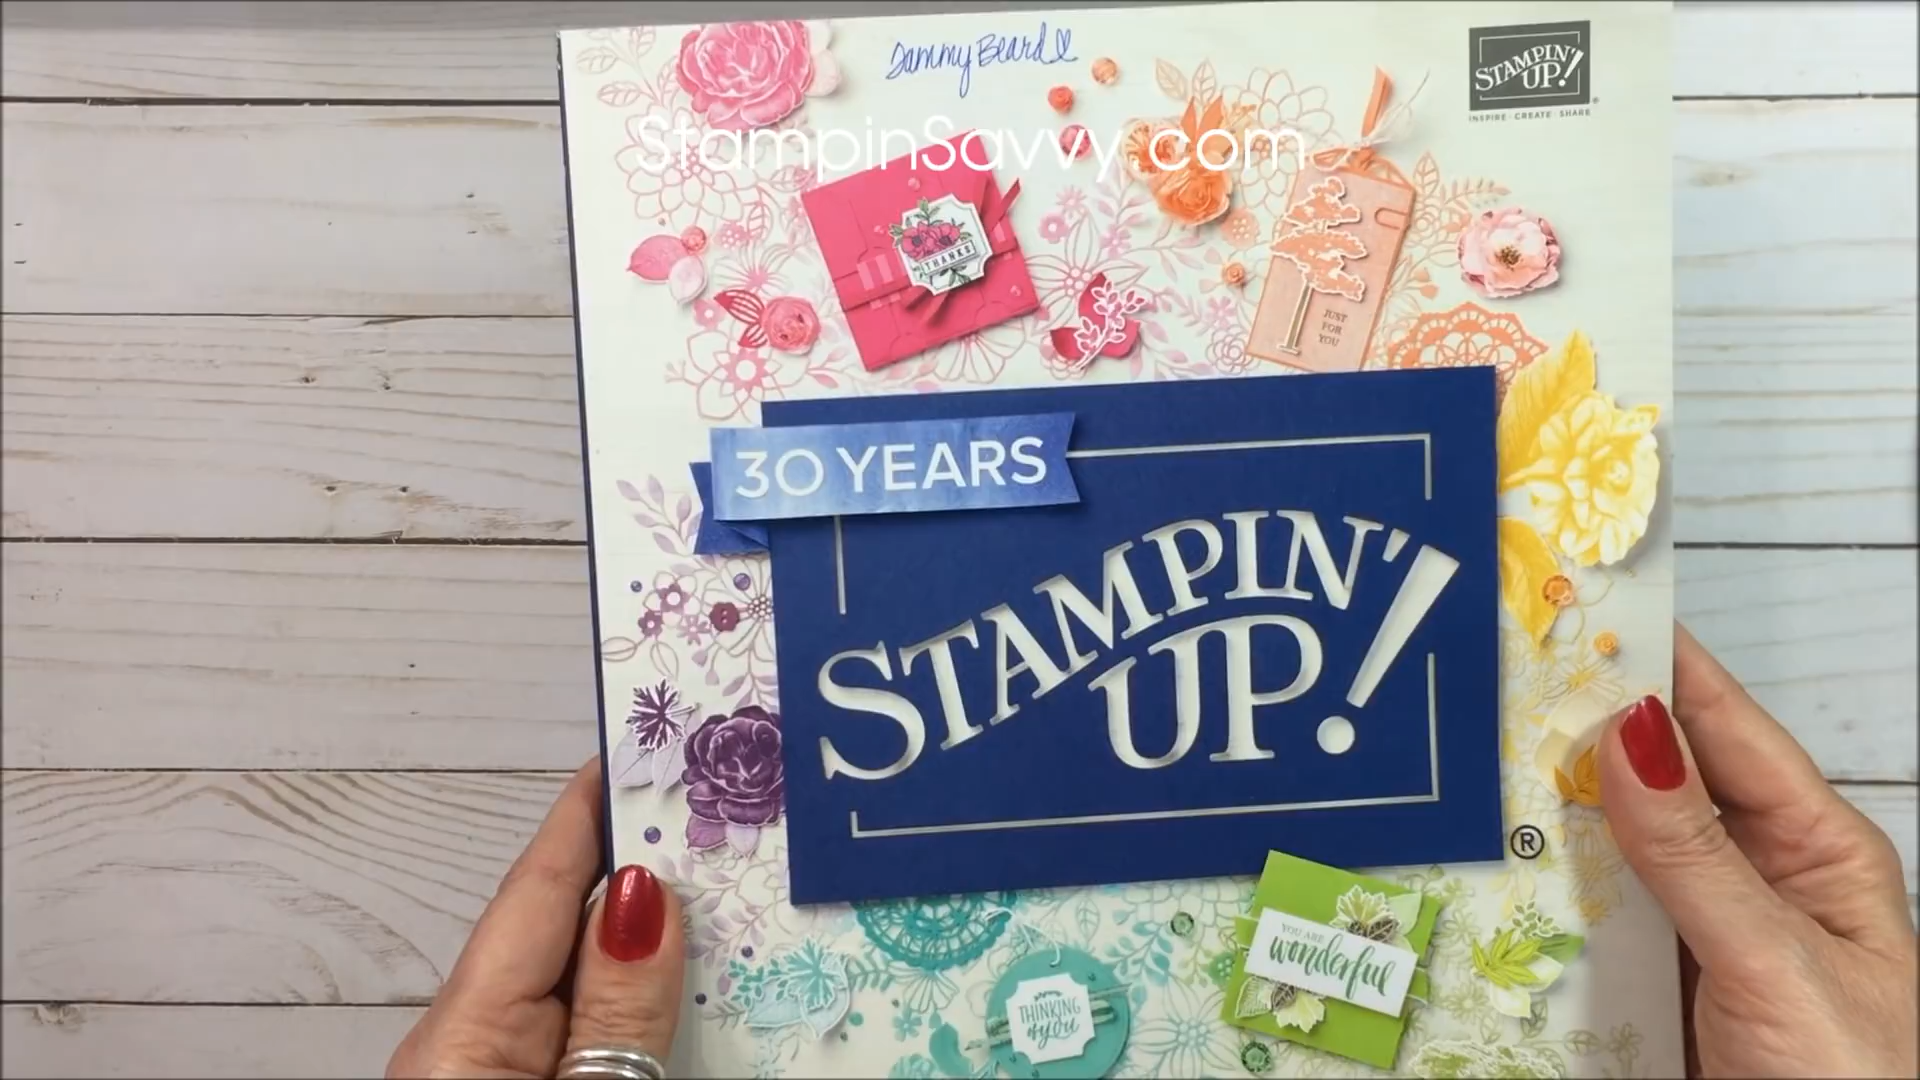 Tammy Beard
STAMPIN'
UP!
®
INSPIRE · CREATE · SHARE
StampinSavvy.com
THANKS
JUST
FOR
YOU
30 YEARS
STAMPIN'
UP!
®
YOU ARE
wonderful
THINKING
of you